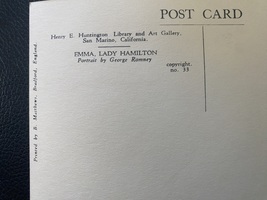 POST CARD
Henry E. Huntington Library and Art Gallery,
San Marino, California.
EMMA, LADY HAMILTON
Portrait by George Romney
copyright.
no. 33
Printed by B. Matthews, Bradford, England.